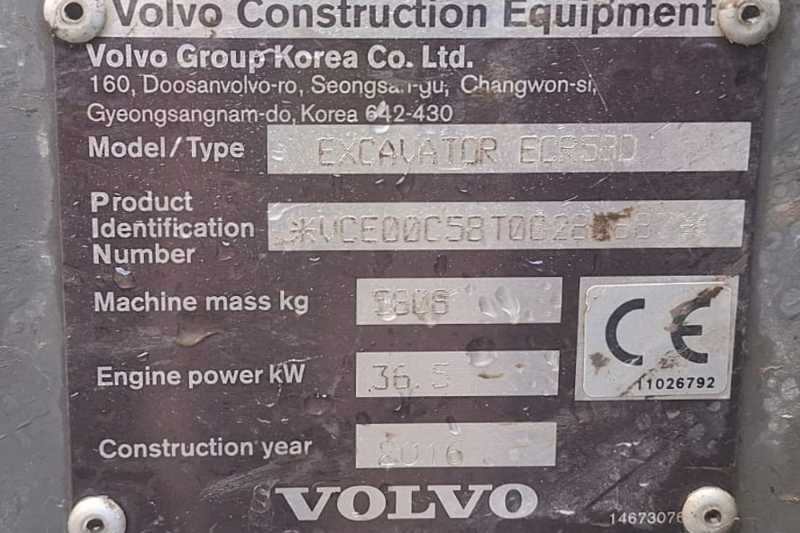 Volvo Construction Equipment
Volvo Group Korea Co. Ltd.
160, Doosanvolvo-ro, Seongsan-gu, Changwon-si,
Gyeongsangnam-do, Korea 642-430
Model/Type EXCAVATOR ECR58D
Product
Identification
Number
Machine mass kg
CE
11026792
Engine power kW 36.5
Construction year 2016
VOLVO